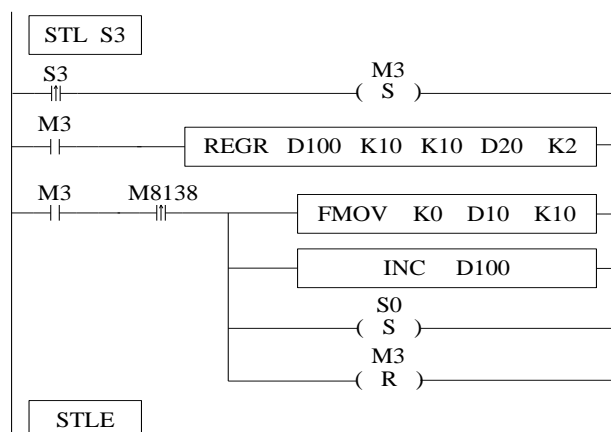 STL S3
S3
M3
( S )
M3
REGR D100 K10 K10 D20 K2
M3
M8138
FMOV K0 D10 K10
INC D100
S0
( S )
M3
( R )
STLE